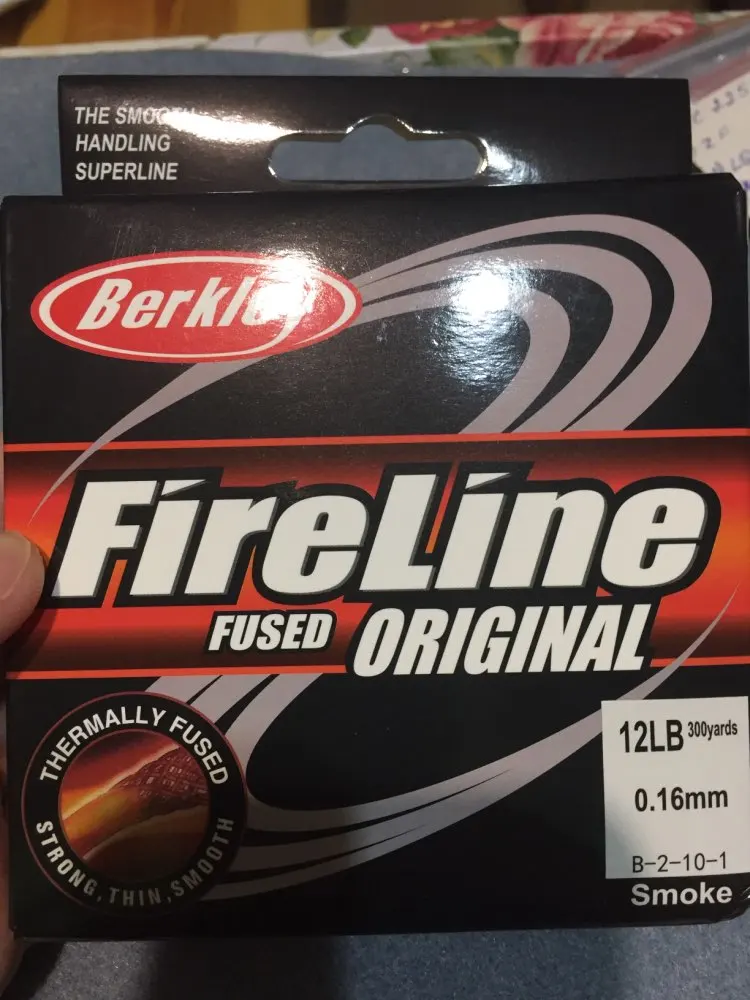 THE SMOOTH
HANDLING
SUPERLINE
Berkley
FireLine
FUSED ORIGINAL
THERMALLY FUSED
STRONG, THIN, SMOOTH
12LB 300yards
0.16mm
B-2-10-1
Smoke